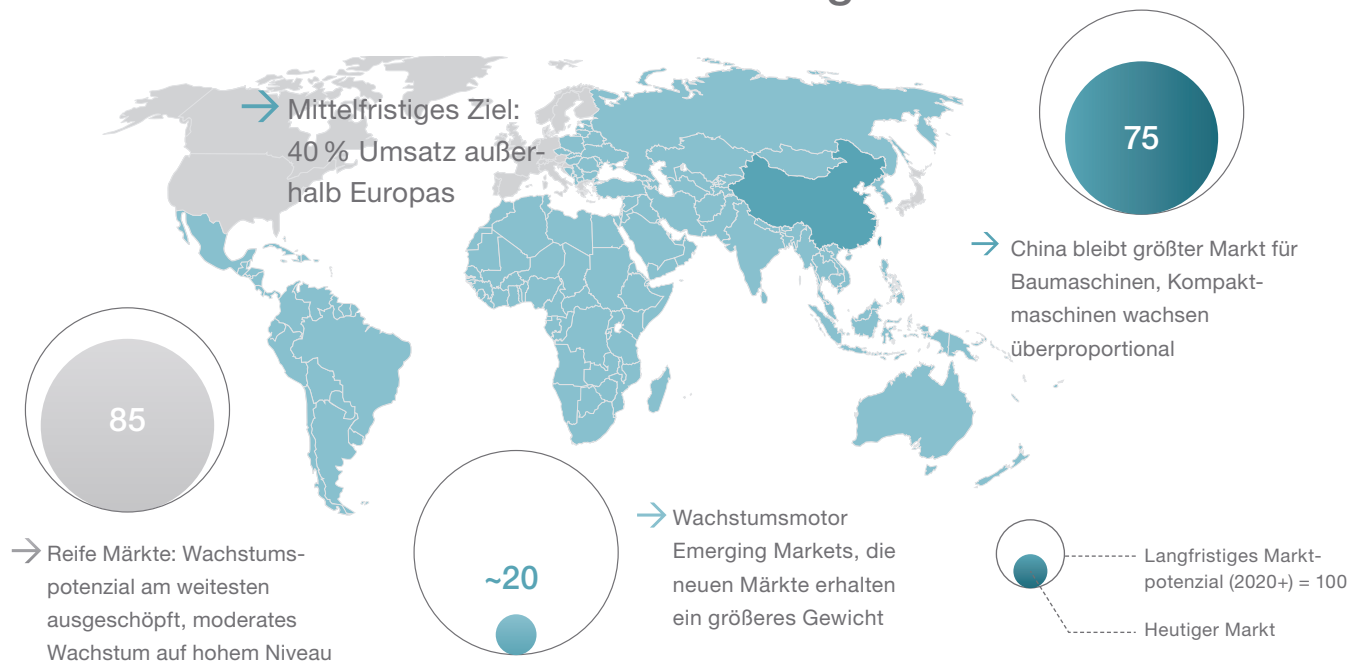 → Mittelfristiges Ziel:
40 % Umsatz außer-
halb Europas
75
→ China bleibt größter Markt für
Baumaschinen, Kompakt-
maschinen wachsen
überproportional
85
→ Reife Märkte: Wachstums-
potenzial am weitesten
ausgeschöpft, moderates
Wachstum auf hohem Niveau
~20
→ Wachstumsmotor
Emerging Markets, die
neuen Märkte erhalten
ein größeres Gewicht
Langfristiges Markt-
potenzial (2020+) = 100
Heutiger Markt